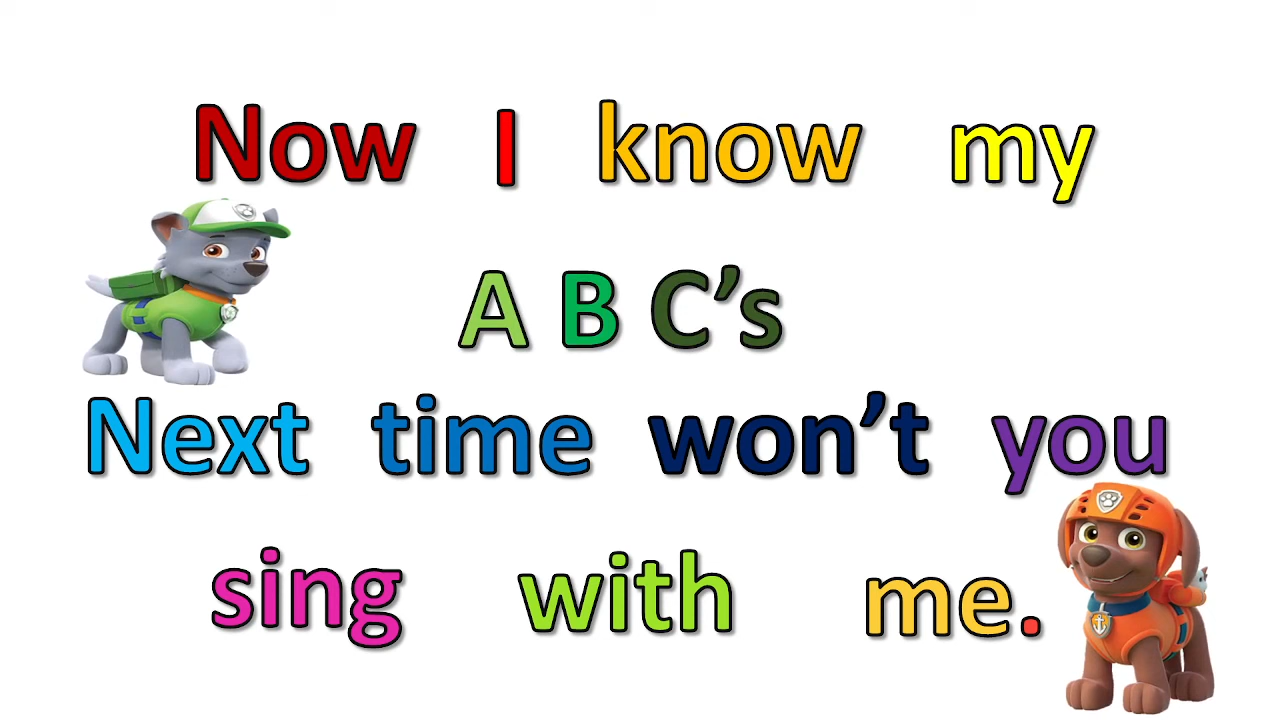 Now I know my
A B C’s
Next time won’t you
sing with me.